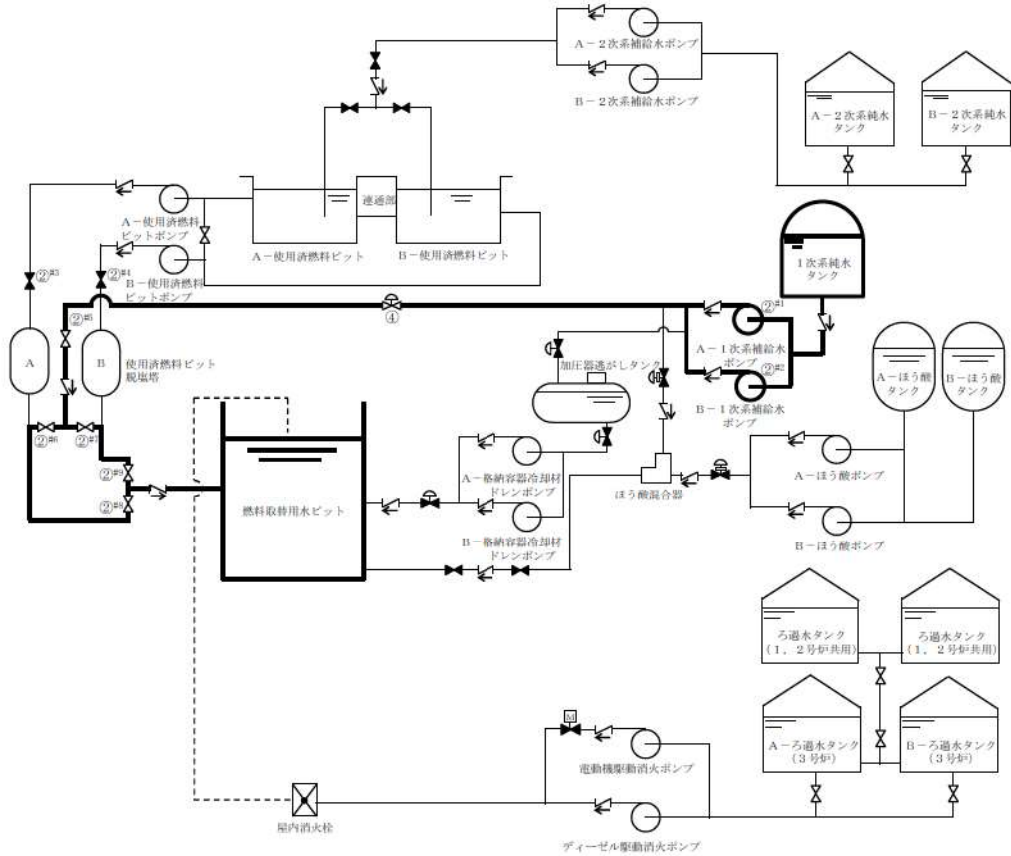 A－２次系補給水ポンプ
B－２次系補給水ポンプ
A－２次系純水
タンク
B－２次系純水
タンク
連通部
A－使用済燃料
ピットポンプ
A－使用済燃料ピット
B－使用済燃料ピット
１次系純水
タンク
②#3
②#4
B－使用済燃料
ピットポンプ
②#5
④
②#1
A－１次系補給水
ポンプ
A
B
使用済燃料ピット
脱塩塔
加圧器逃がしタンク
②#2
A－ほう酸
タンク
B－ほう酸
タンク
B－１次系補給水
ポンプ
②#6
②#7
②#9
②#8
燃料取替用水ピット
A－格納容器冷却材
ドレンポンプ
B－格納容器冷却材
ドレンポンプ
ほう酸混合器
A－ほう酸ポンプ
B－ほう酸ポンプ
ろ過水タンク
（１，２号炉共用）
ろ過水タンク
（１，２号炉共用）
M
電動機駆動消火ポンプ
A－ろ過水タンク
（３号炉）
B－ろ過水タンク
（３号炉）
屋内消火栓
ディーゼル駆動消火ポンプ